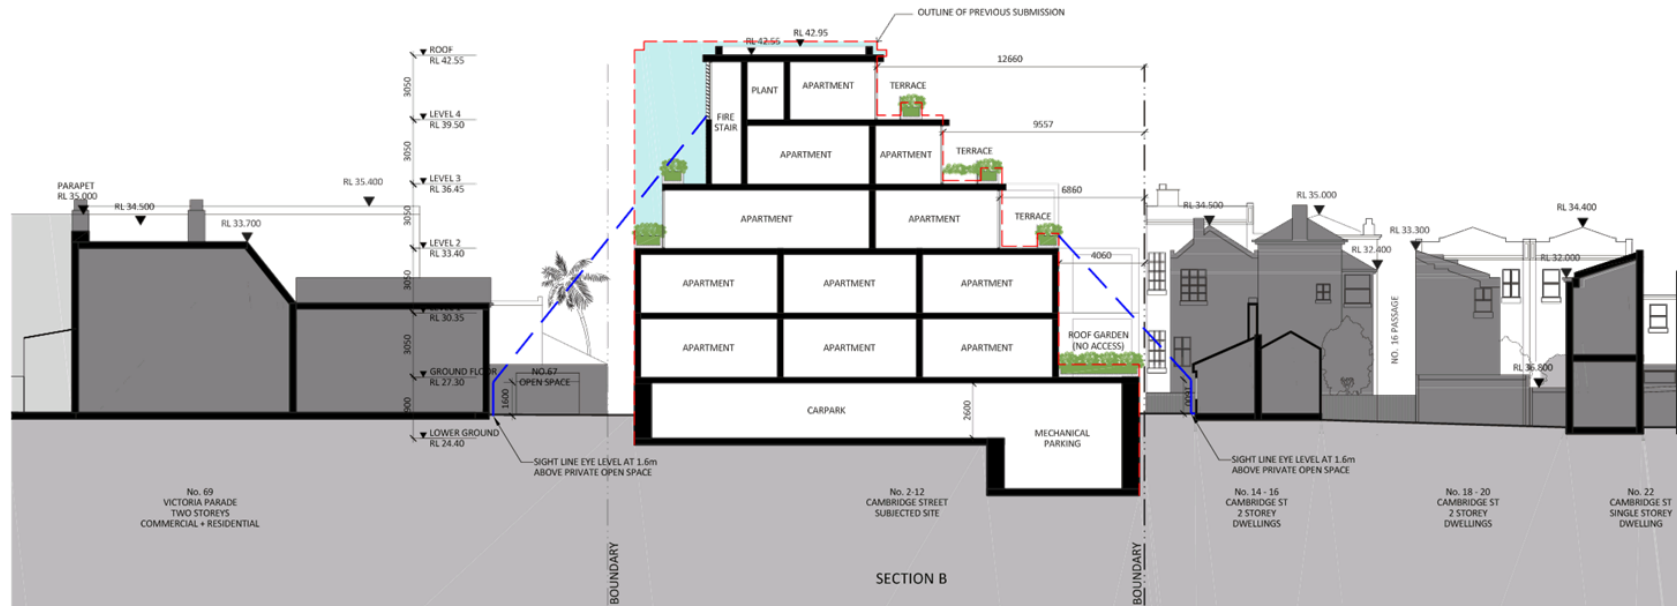 OUTLINE OF PREVIOUS SUBMISSION
RL 42.95
RL 42.55
ROOF
RL 42.55
12660
3050
PLANT
APARTMENT
TERRACE
LEVEL 4
RL 39.50
FIRE
STAIR
9557
3050
APARTMENT
APARTMENT
TERRACE
LEVEL 3
RL 36.45
PARAPET
RL 35.000
RL 35.400
RL 34.500
RL 33.700
3050
6860
APARTMENT
APARTMENT
TERRACE
RL 34.500
RL 35.000
RL 34.400
RL 33.300
RL 32.400
RL 32.000
LEVEL 2
RL 33.40
4060
3050
APARTMENT
APARTMENT
APARTMENT
RL 30.35
3050
APARTMENT
APARTMENT
APARTMENT
ROOF GARDEN
(NO ACCESS)
NO. 16 PASSAGE
GROUND FLOOR
RL 27.30
NO.67
OPEN SPACE
1600
1600
900
CARPARK
2600
LOWER GROUND
RL 24.40
MECHANICAL
PARKING
SIGHT LINE EYE LEVEL AT 1.6m
ABOVE PRIVATE OPEN SPACE
SIGHT LINE EYE LEVEL AT 1.6m
ABOVE PRIVATE OPEN SPACE
No. 69
VICTORIA PARADE
TWO STOREYS
COMMERCIAL + RESIDENTIAL
No. 2-12
CAMBRIDGE STREET
SUBJECTED SITE
No. 14 - 16
CAMBRIDGE ST
2 STOREY
DWELLINGS
No. 18 - 20
CAMBRIDGE ST
2 STOREY
DWELLINGS
No. 22
CAMBRIDGE ST
SINGLE STOREY
DWELLING
BOUNDARY
BOUNDARY
SECTION B